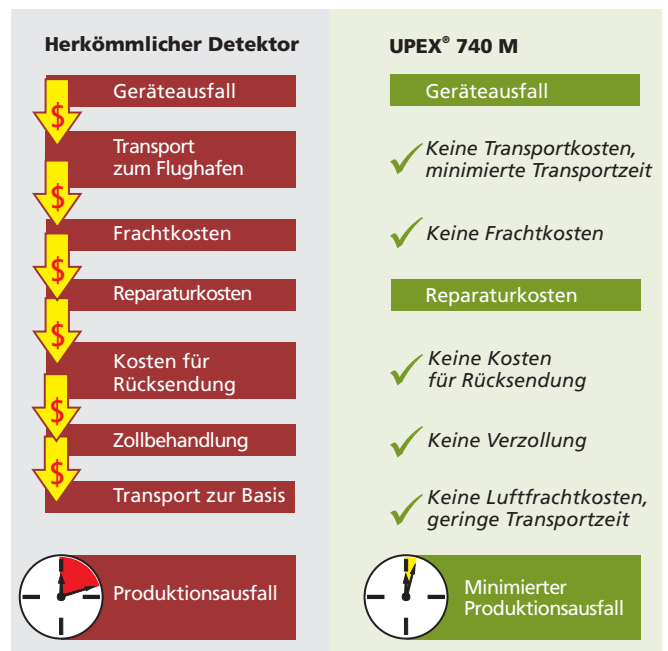 Herkömmlicher Detektor
Geräteausfall
$
Transport
zum Flughafen
$
Frachtkosten
$
Reparaturkosten
$
Kosten für
Rücksendung
$
Zollbehandlung
$
Transport zur Basis
Produktionsausfall
UPEX® 740 M
Geräteausfall
Keine Transportkosten,
minimierte Transportzeit
Keine Frachtkosten
Reparaturkosten
Keine Kosten
für Rücksendung
Keine Verzollung
Keine Luftfrachtkosten,
geringe Transportzeit
Minimierter
Produktionsausfall